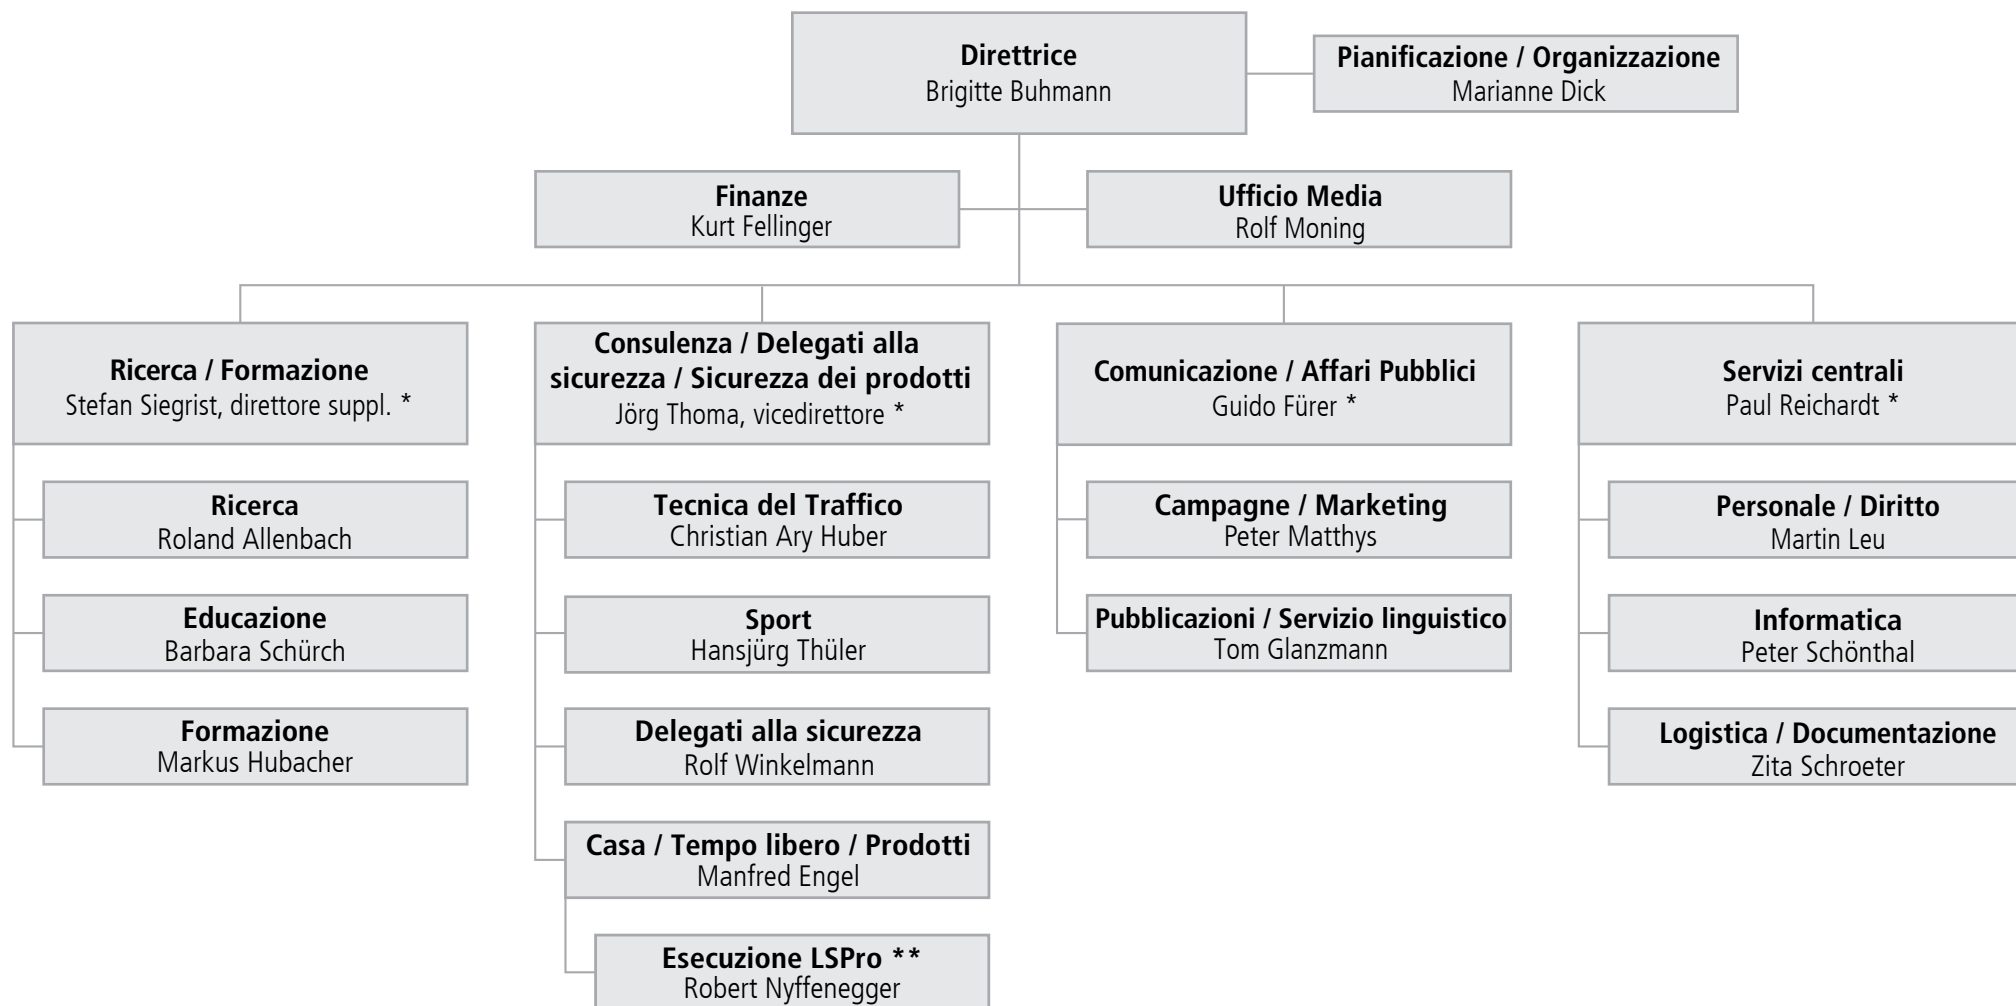 Direttrice
Brigitte Buhmann
Pianificazione / Organizzazione
Marianne Dick
Finanze
Kurt Fellinger
Ufficio Media
Rolf Moning
Ricerca / Formazione
Stefan Siegrist, direttore suppl. *
Ricerca
Roland Allenbach
Educazione
Barbara Schürch
Formazione
Markus Hubacher
Consulenza / Delegati alla
sicurezza / Sicurezza dei prodotti
Jörg Thoma, vicedirettore *
Tecnica del Traffico
Christian Ary Huber
Sport
Hansjürg Thüler
Delegati alla sicurezza
Rolf Winkelmann
Casa / Tempo libero / Prodotti
Manfred Engel
Esecuzione LSPro **
Robert Nyffenegger
Comunicazione / Affari Pubblici
Guido Fürer *
Campagne / Marketing
Peter Matthys
Pubblicazioni / Servizio linguistico
Tom Glanzmann
Servizi centrali
Paul Reichardt *
Personale / Diritto
Martin Leu
Informatica
Peter Schönthal
Logistica / Documentazione
Zita Schroeter